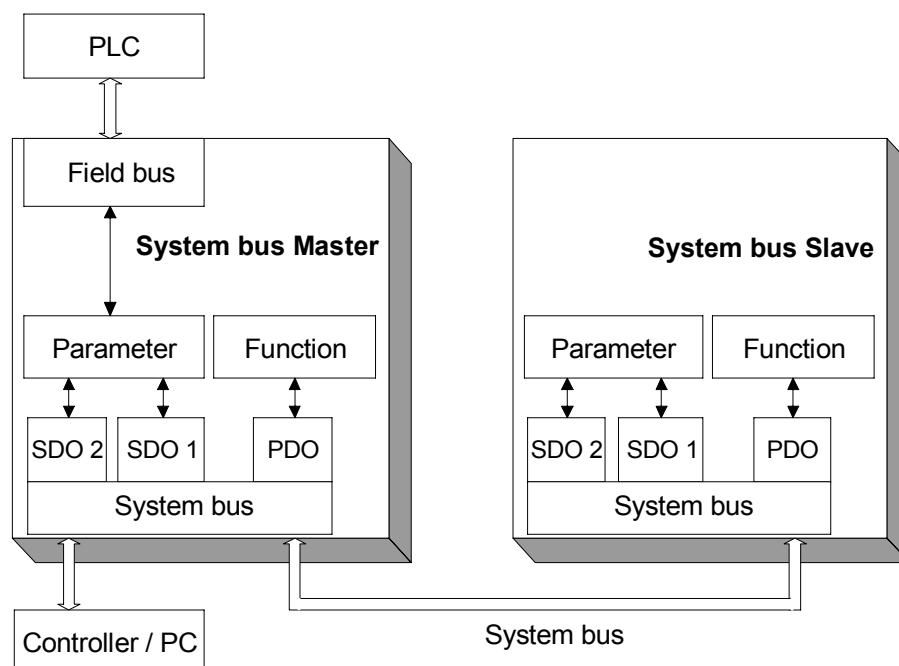 PLC
Field bus
System bus Master
Parameter
Function
SDO 2
SDO 1
PDO
System bus
Controller / PC
System bus Slave
Parameter
Function
SDO 2
SDO 1
PDO
System bus
System bus